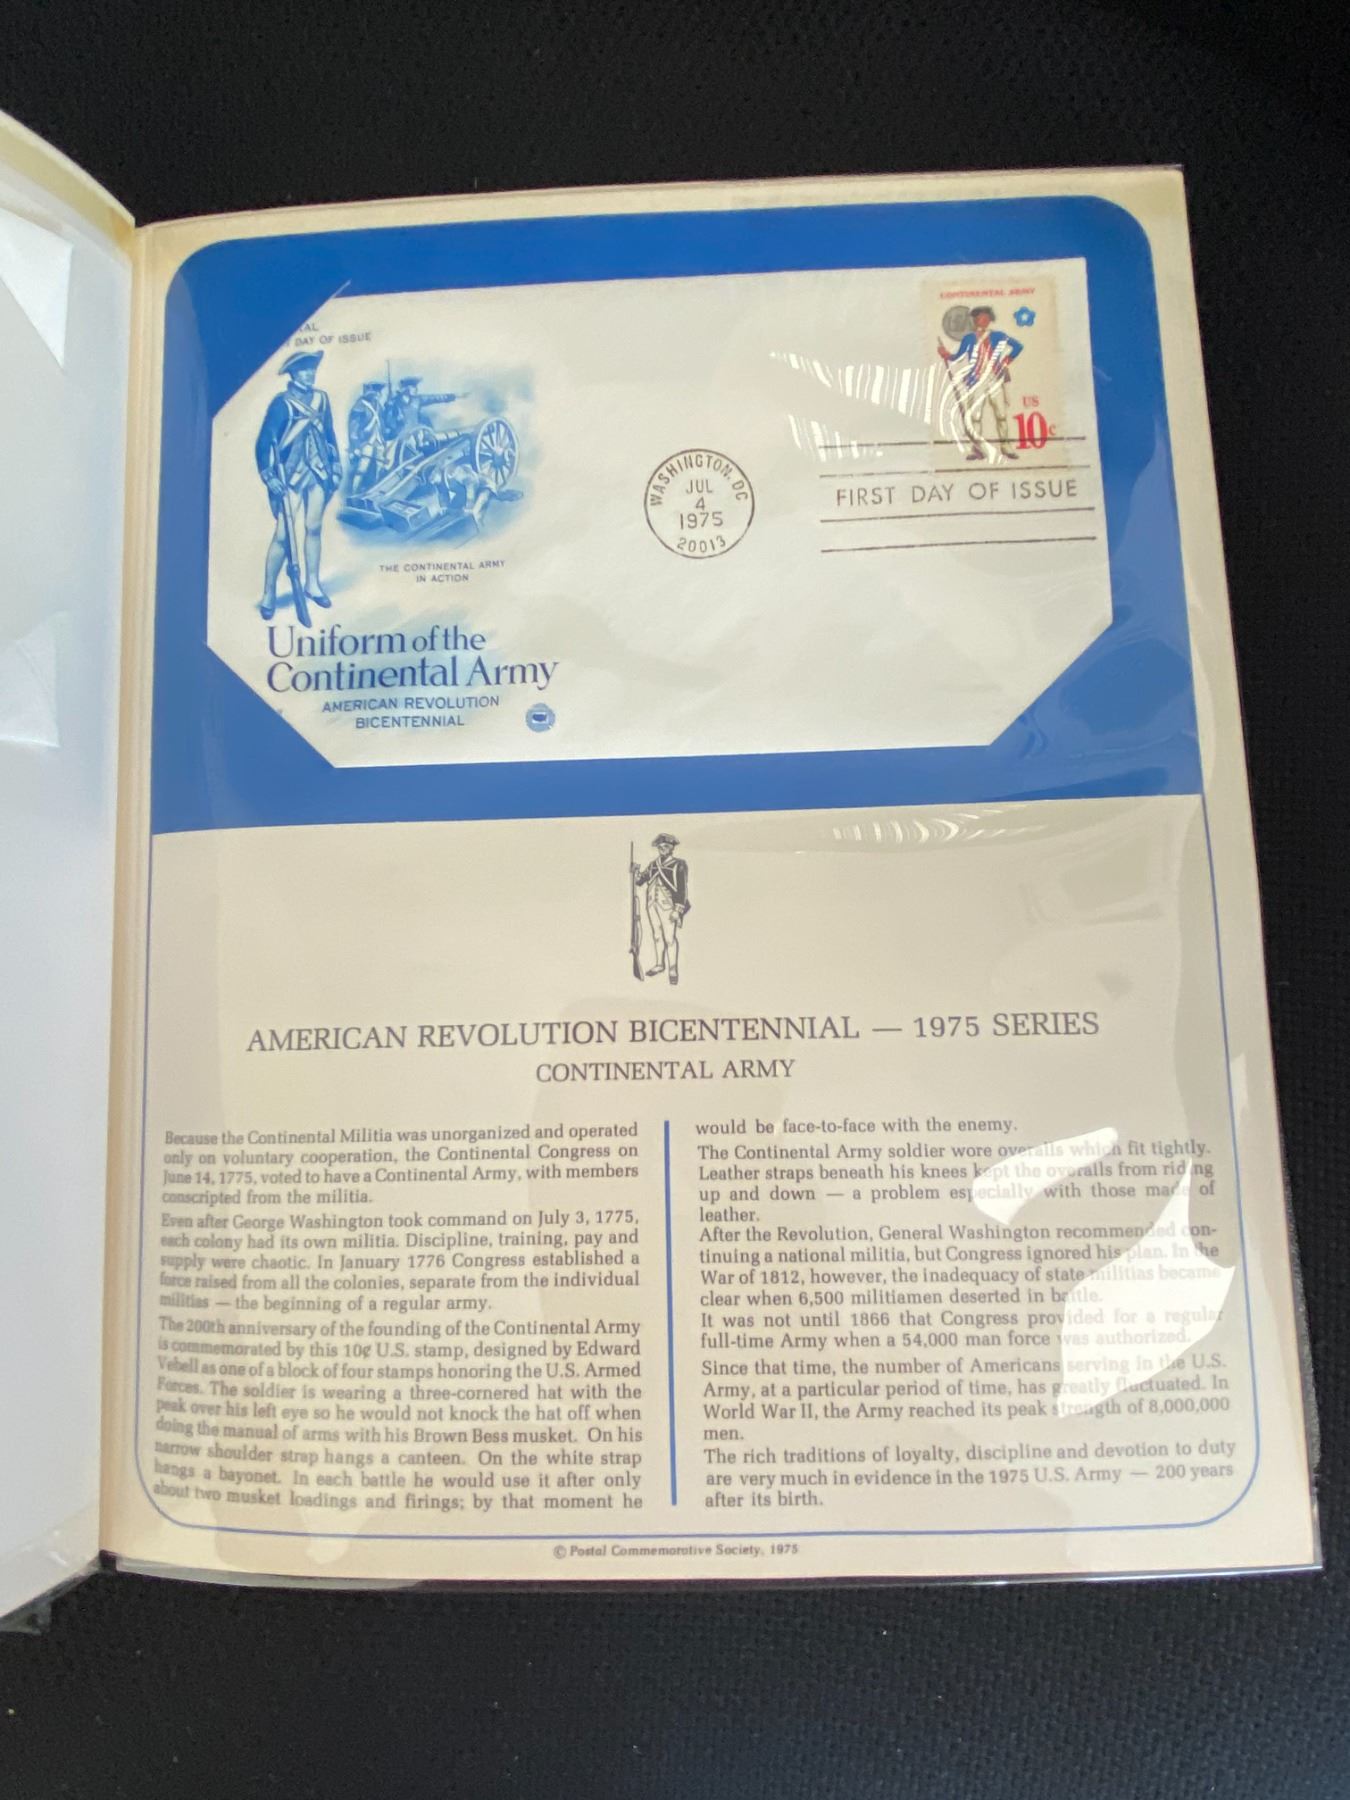 DAY OF ISSUE
CONTINENTAL ARMY
US
10c
WASHINGTON, DC
JUL
4
1975
20013
FIRST DAY OF ISSUE
THE CONTINENTAL ARMY
IN ACTION
Uniform of the
Continental Army
AMERICAN REVOLUTION
BICENTENNIAL
AMERICAN REVOLUTION BICENTENNIAL — 1975 SERIES
CONTINENTAL ARMY
Because the Continental Militia was unorganized and operated
only on voluntary cooperation, the Continental Congress on
June 14, 1775, voted to have a Continental Army, with members
conscripted from the militia.
Even after George Washington took command on July 3, 1775,
each colony had its own militia. Discipline, training, pay and
supply were chaotic. In January 1776 Congress established a
force raised from all the colonies, separate from the individual
militias — the beginning of a regular army.
The 200th anniversary of the founding of the Continental Army
is commemorated by this 10¢ U.S. stamp, designed by Edward
Vebell as one of a block of four stamps honoring the U.S. Armed
Forces. The soldier is wearing a three-cornered hat with the
peak over his left eye so he would not knock the hat off when
doing the manual of arms with his Brown Bess musket. On his
narrow shoulder strap hangs a canteen. On the white strap
hangs a bayonet. In each battle he would use it after only
about two musket loadings and firings; by that moment he
would be face-to-face with the enemy.
The Continental Army soldier wore overalls which fit tightly.
Leather straps beneath his knees kept the overalls from riding
up and down — a problem especially with those made of
leather.
After the Revolution, General Washington recommended con-
tinuing a national militia, but Congress ignored his plan. In the
War of 1812, however, the inadequacy of state militias became
clear when 6,500 militiamen deserted in battle.
It was not until 1866 that Congress provided for a regular
full-time Army when a 54,000 man force was authorized.
Since that time, the number of Americans serving in the U.S.
Army, at a particular period of time, has greatly fluctuated. In
World War II, the Army reached its peak strength of 8,000,000
men.
The rich traditions of loyalty, discipline and devotion to duty
are very much in evidence in the 1975 U.S. Army — 200 years
after its birth.
© Postal Commemorative Society, 1975